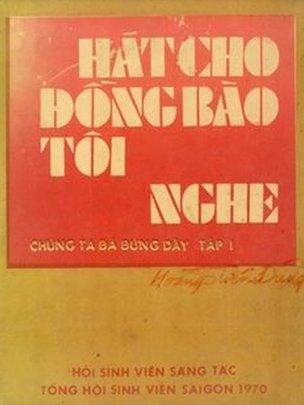 HÁT CHO
ĐỒNG BÀO
TÔI
NGHE
CHÚNG TA ĐÃ ĐỨNG DẬY TẬP I
HỘI SINH VIÊN SÁNG TÁC
TỔNG HỘI SINH VIÊN SAIGON 1970